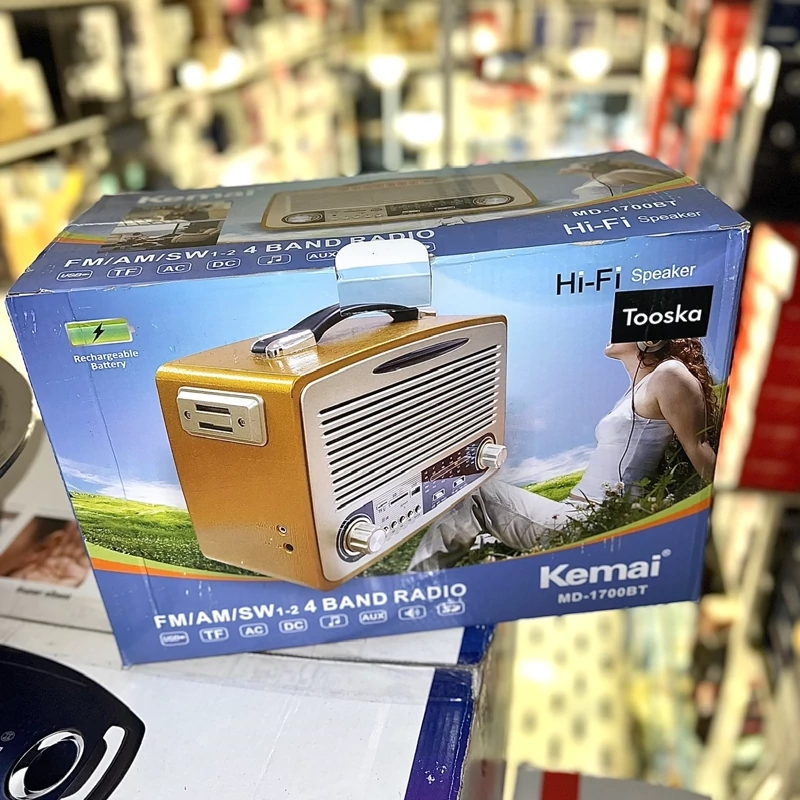 Kemai
MD-1700BT
Hi-Fi Speaker
FM/AM/SW1-2 4 BAND RADIO
USB TF AC DC AUX
Hi-Fi Speaker
Tooska
Rechargeable
Battery
Kemai®
MD-1700BT
FM/AM/SW1-2 4 BAND RADIO
USB TF AC DC AUX